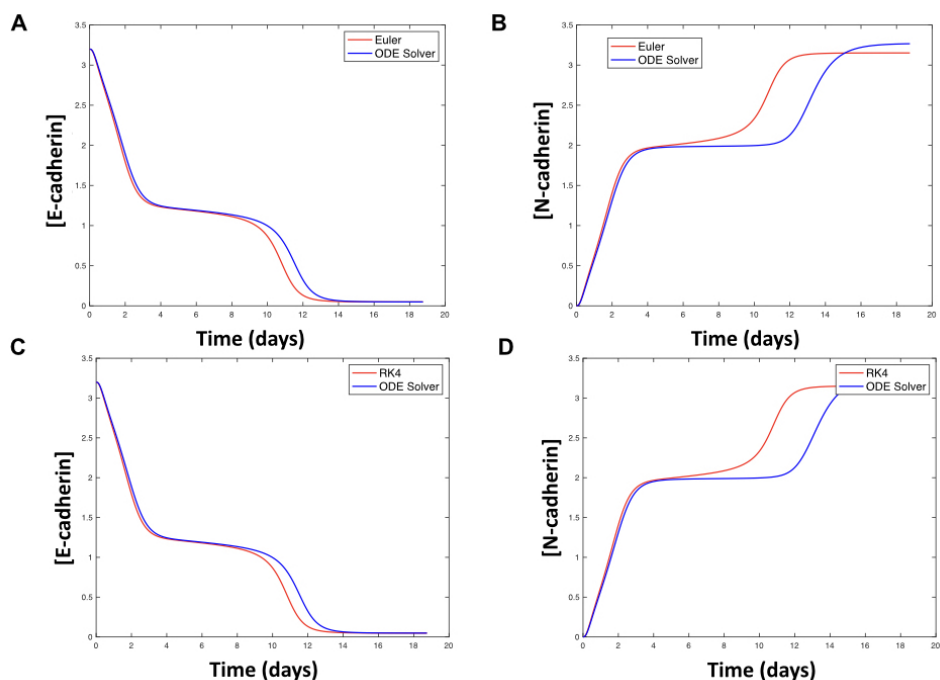 A
B
3.5
3
2.5
2
1.5
1
0.5
0
[E-cadherin]
Euler
ODE Solver
0 2 4 6 8 10 12 14 16 18 20
Time (days)
3.5
3
2.5
2
1.5
1
0.5
0
[N-cadherin]
Euler
ODE Solver
0 2 4 6 8 10 12 14 16 18 20
Time (days)
C
D
3.5
3
2.5
2
1.5
1
0.5
0
[E-cadherin]
RK4
ODE Solver
0 2 4 6 8 10 12 14 16 18 20
Time (days)
3.5
3
2.5
2
1.5
1
0.5
0
[N-cadherin]
RK4
ODE Solver
0 2 4 6 8 10 12 14 16 18 20
Time (days)